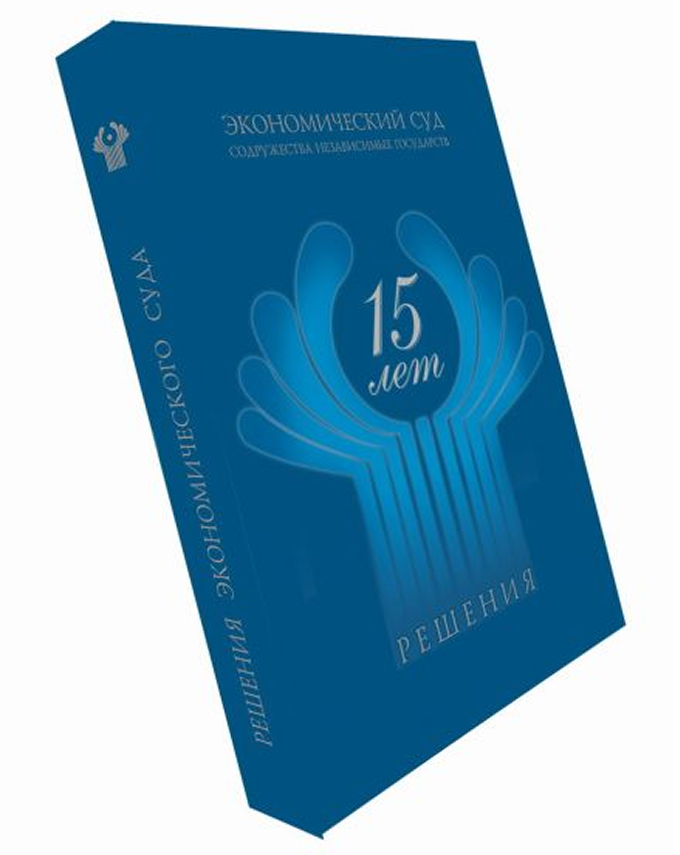 ЭКОНОМИЧЕСКИЙ СУД
СОДРУЖЕСТВА НЕЗАВИСИМЫХ ГОСУДАРСТВ
15
лет
РЕШЕНИЯ
РЕШЕНИЯ ЭКОНОМИЧЕСКОГО СУДА